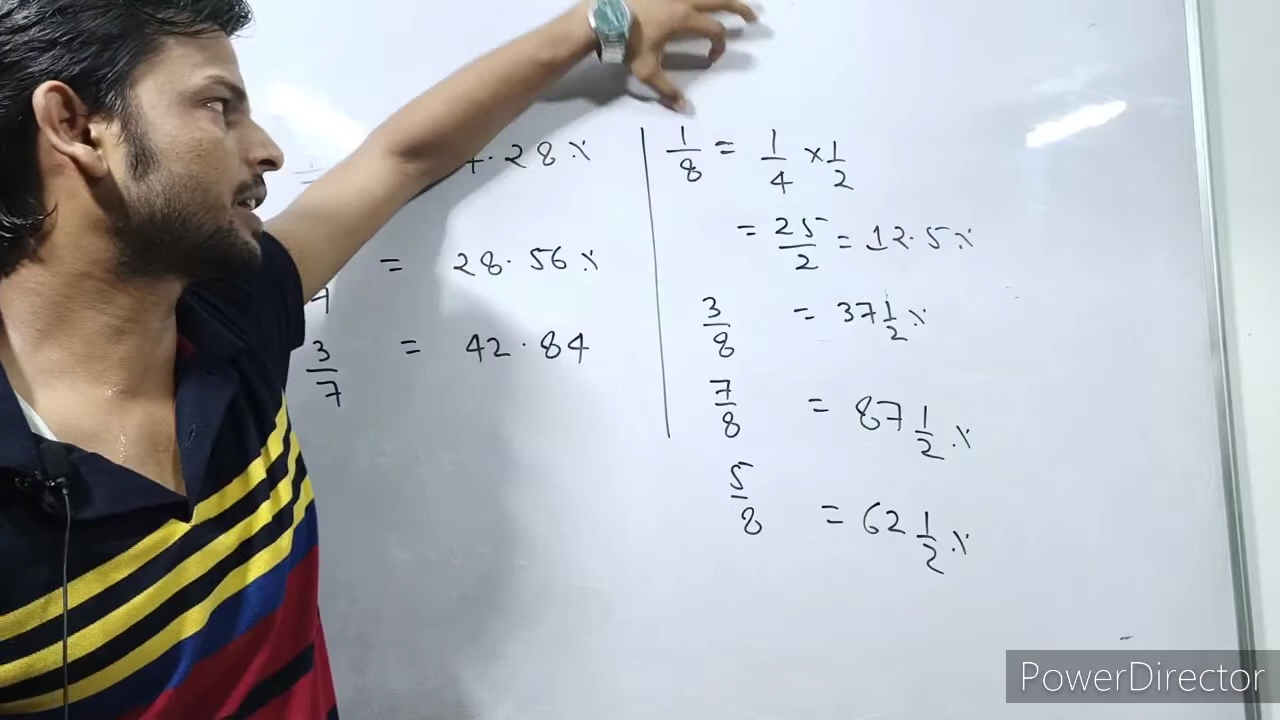 4.28%
= 28.56%
7
3/7 = 42.84
1/8 = 1/4 × 1/2
= 25/2 = 12.5%
3/8 = 37 1/2 %
7/8 = 87 1/2 %
5/8 = 62 1/2 %
PowerDirector